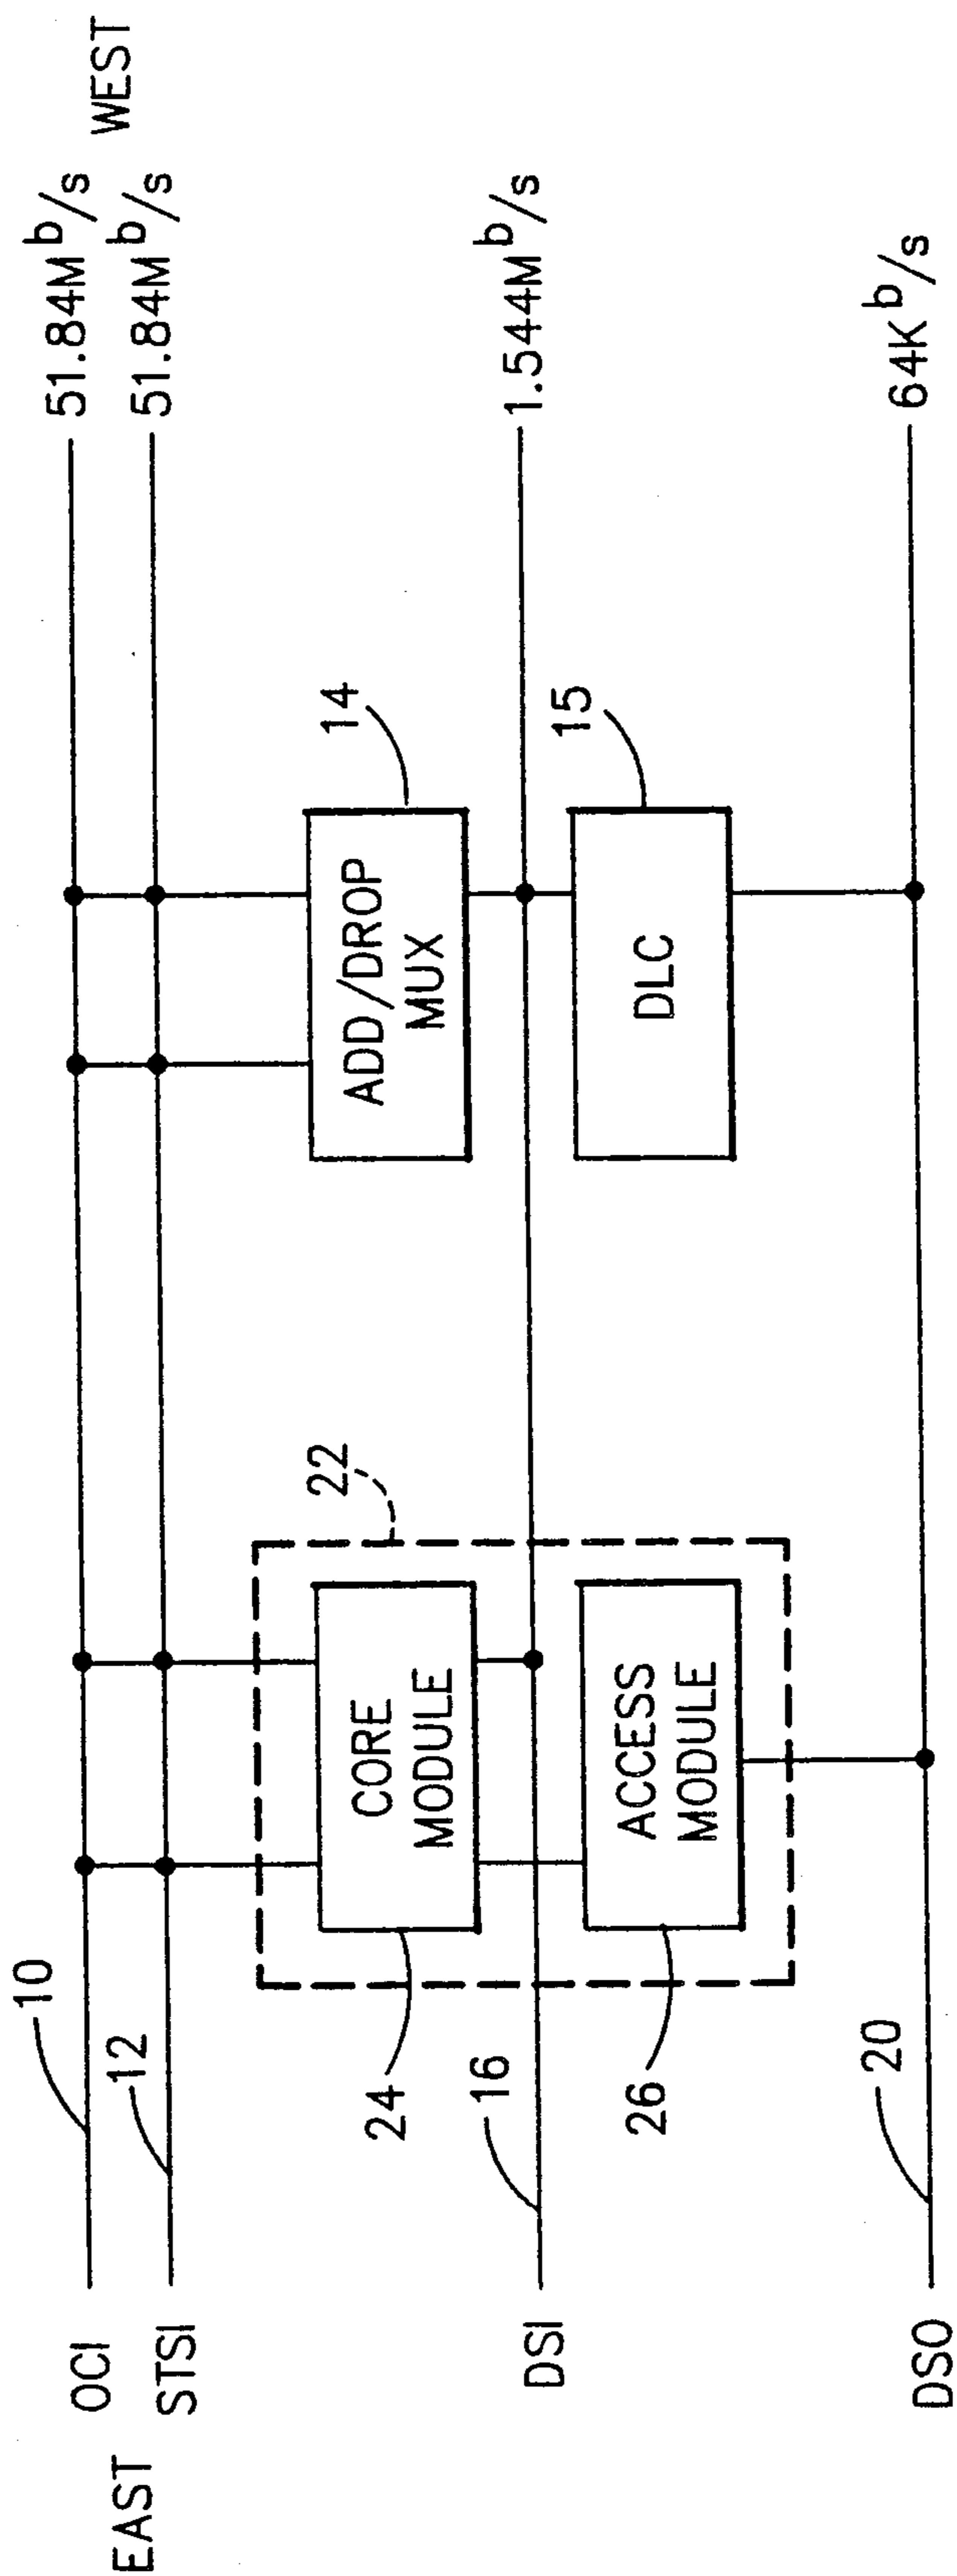 EAST
OCI
STSI
10
12
51.84Mb/s
51.84Mb/s
WEST
22
CORE
MODULE
24
ADD/DROP
MUX
14
DSI
16
1.544Mb/s
ACCESS
MODULE
26
DLC
15
DSO
20
64Kb/s